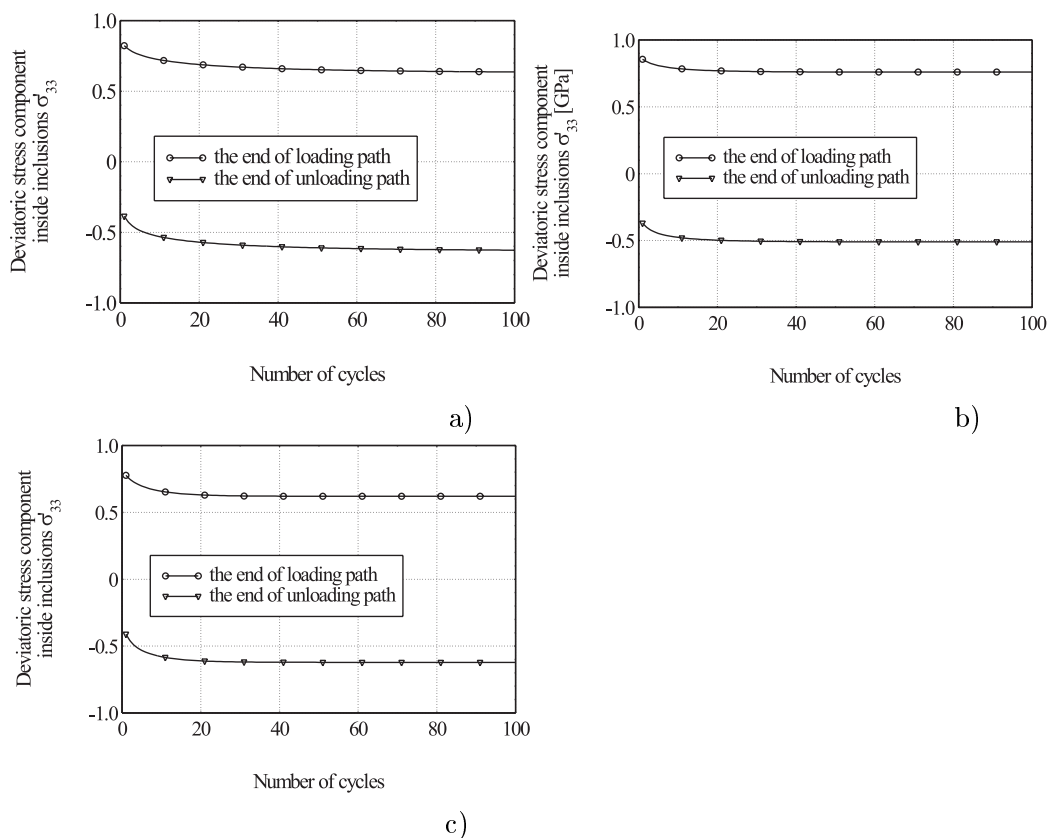 Deviatoric stress component
inside inclusions σ'33
1.0
0.5
0
-0.5
-1.0
the end of loading path
the end of unloading path
0 20 40 60 80 100
Number of cycles
a)
Deviatoric stress component
inside inclusions σ'33 [GPa]
1.0
0.5
0
-0.5
-1.0
the end of loading path
the end of unloading path
0 20 40 60 80 100
Number of cycles
b)
Deviatoric stress component
inside inclusions σ'33
1.0
0.5
0
-0.5
-1.0
the end of loading path
the end of unloading path
0 20 40 60 80 100
Number of cycles
c)